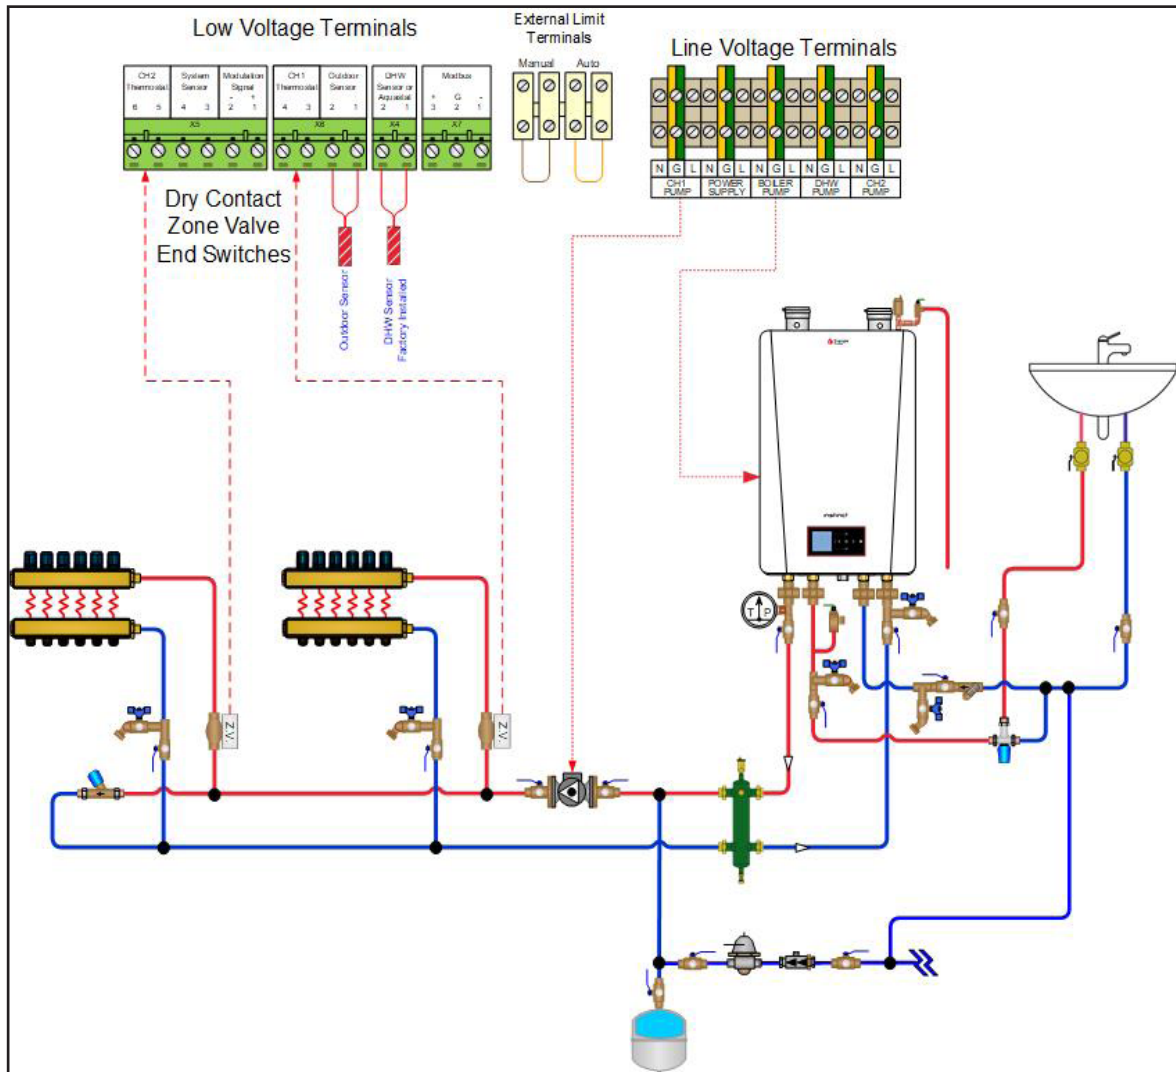 Low Voltage Terminals
External Limit
Terminals
Manual Auto
Line Voltage Terminals
CH2
Thermostat
6 5
System
Sensor
4 3
Modulation
Signal
- +
2 1
X5
CH1
Thermostat
4 3
Outdoor
Sensor
2 1
X6
DHW
Sensor or
Aquastat
2 1
X4
Modbus
+ G -
3 2 1
X7
N G L N G L N G L N G L N G L
CH1
PUMP
POWER
SUPPLY
BOILER
PUMP
DHW
PUMP
CH2
PUMP
Dry Contact
Zone Valve
End Switches
Outdoor Sensor
DHW Sensor
Factory Installed
instinct
T P
Z.V.
Z.V.